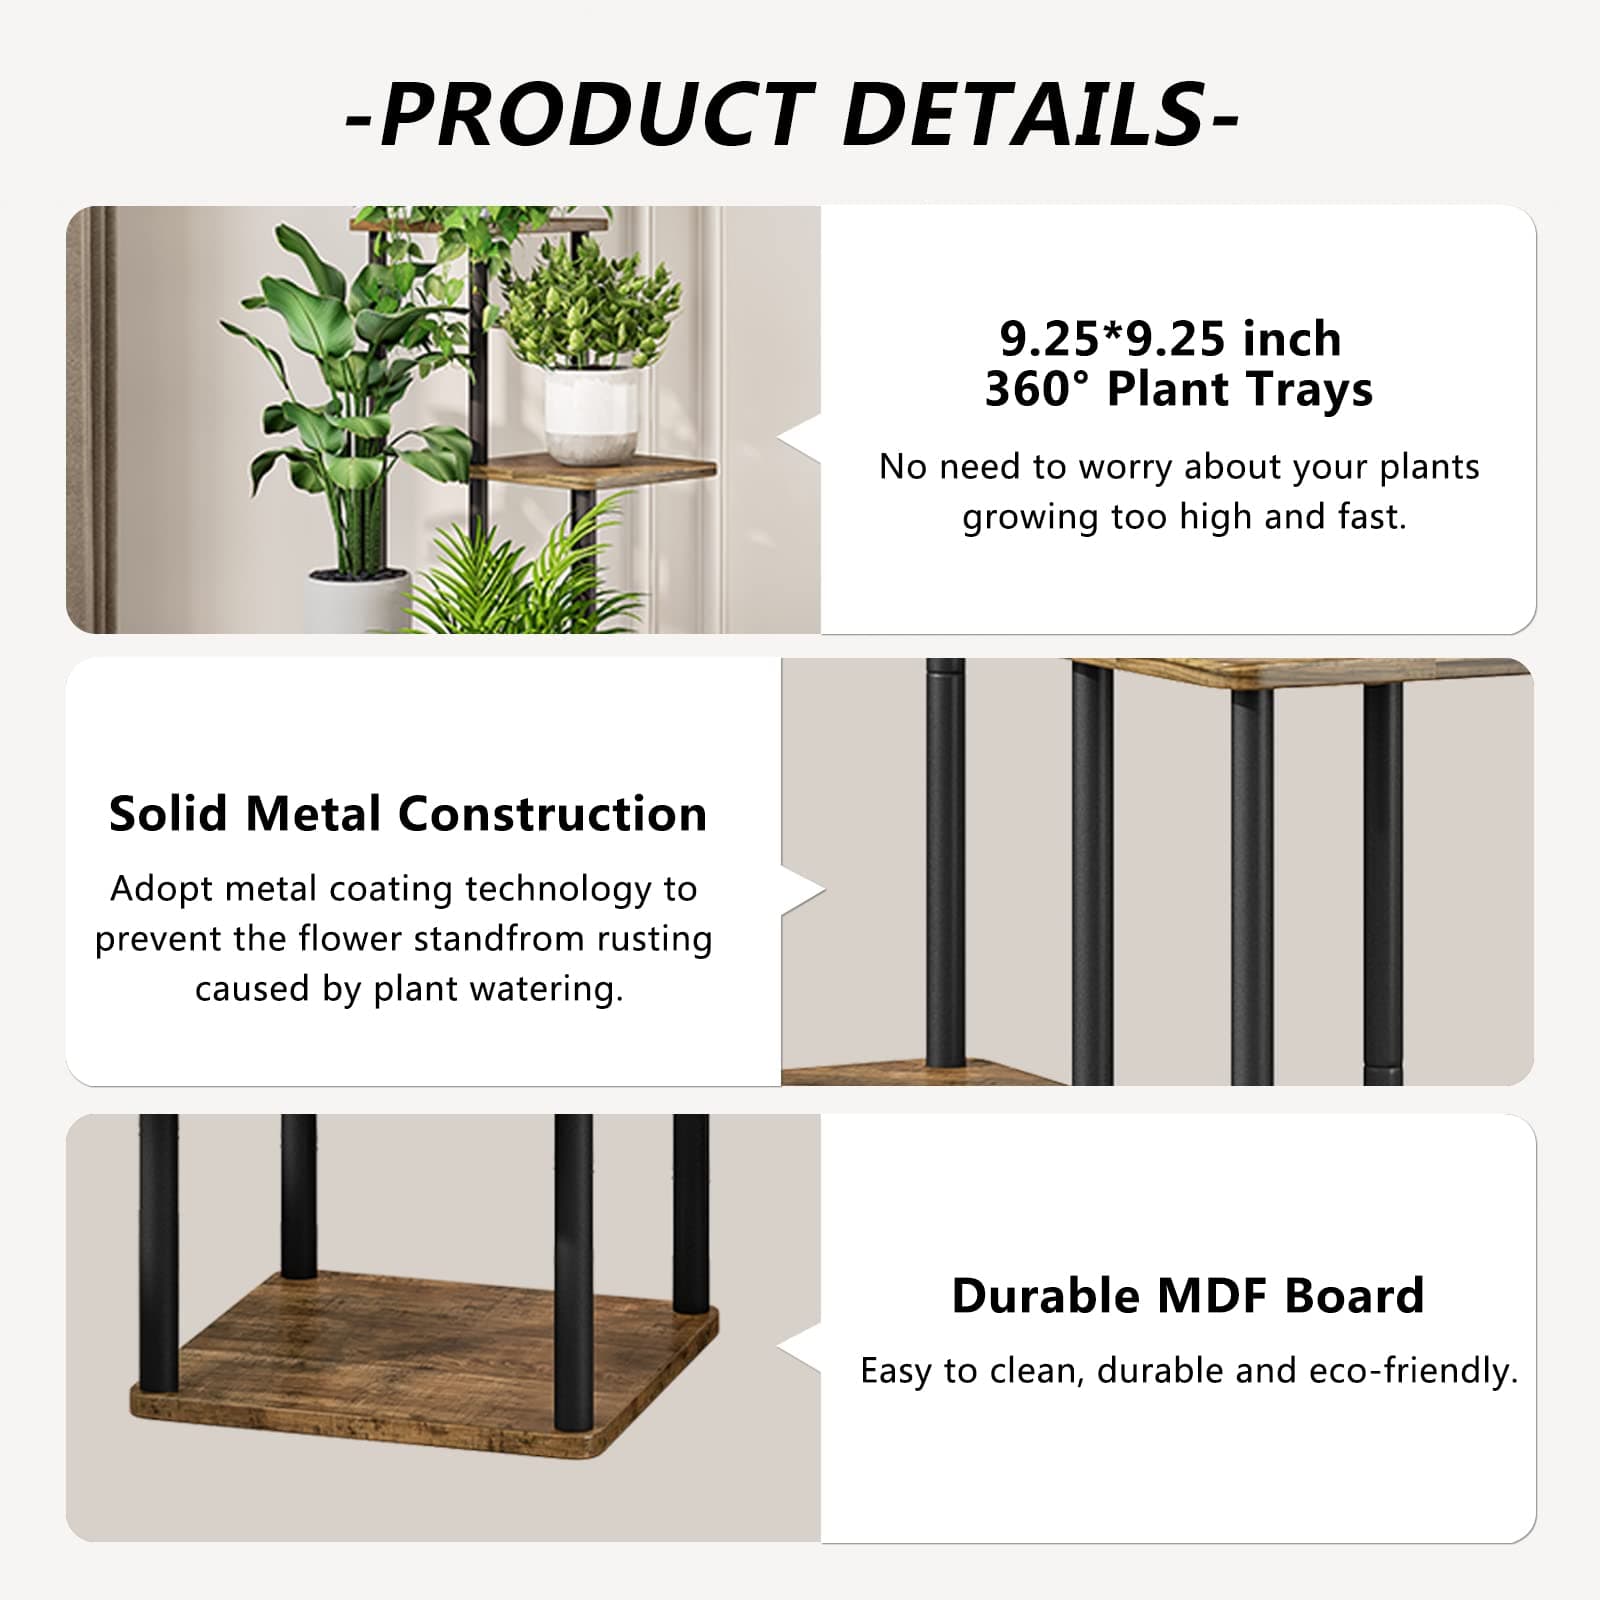 -PRODUCT DETAILS-
9.25*9.25 inch
360° Plant Trays
No need to worry about your plants
growing too high and fast.
Solid Metal Construction
Adopt metal coating technology to
prevent the flower standfrom rusting
caused by plant watering.
Durable MDF Board
Easy to clean, durable and eco-friendly.